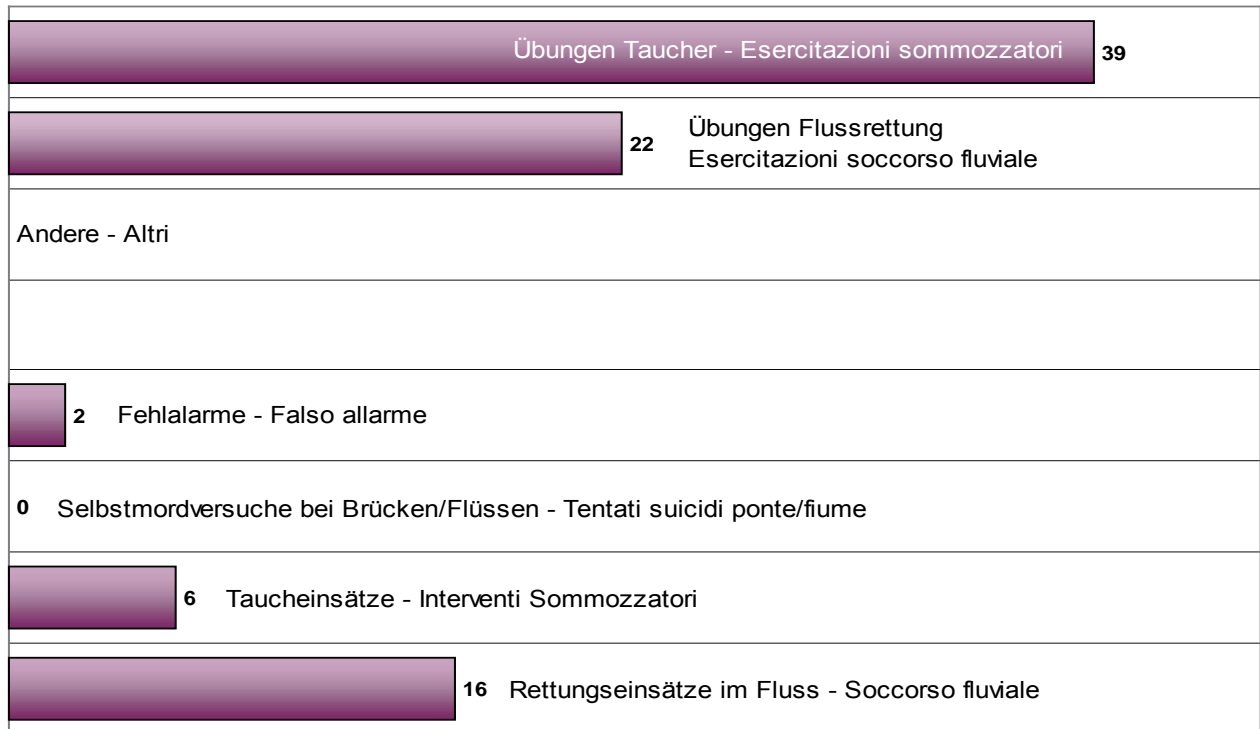 Übungen Taucher - Esercitazioni sommozzatori 39
22 Übungen Flussrettung
Esercitazioni soccorso fluviale
Andere - Altri
2 Fehlalarme - Falso allarme
0 Selbstmordversuche bei Brücken/Flüssen - Tentati suicidi ponte/fiume
6 Taucheinsätze - Interventi Sommozzatori
16 Rettungseinsätze im Fluss - Soccorso fluviale